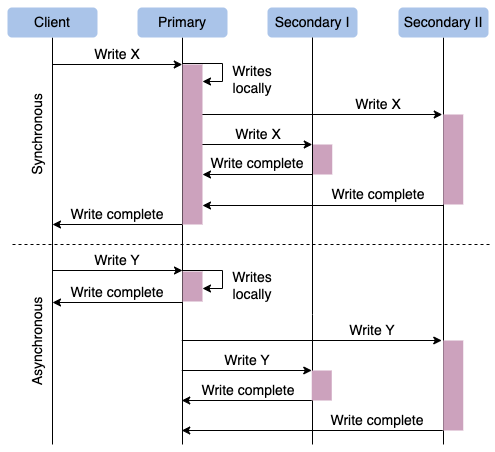 Client
Primary
Secondary I
Secondary II
Synchronous
Write X
Writes
locally
Write X
Write X
Write complete
Write complete
Write complete
Asynchronous
Write Y
Writes
locally
Write complete
Write Y
Write Y
Write complete
Write complete